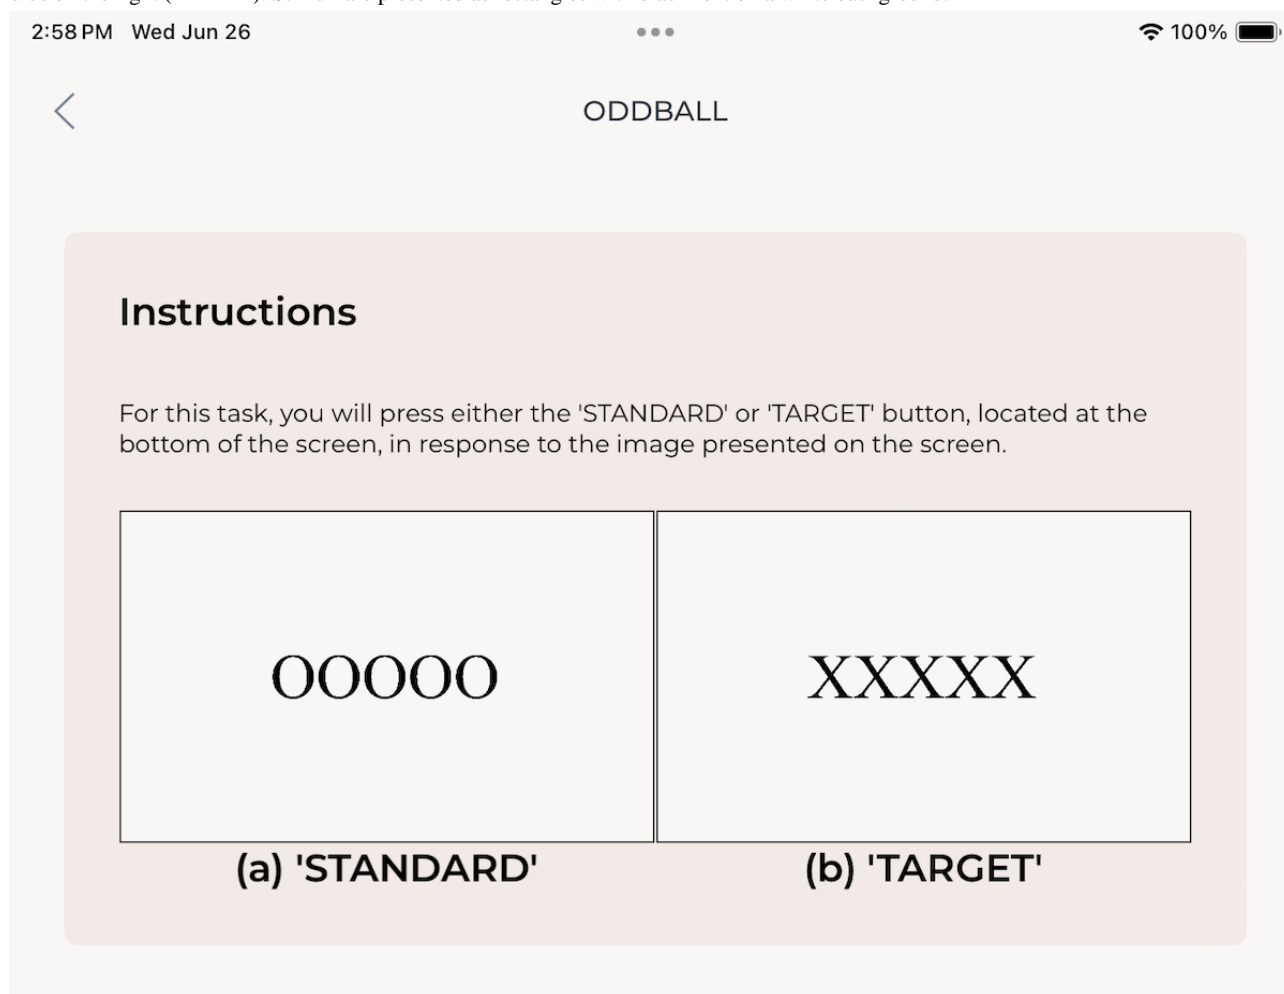 2:58 PM Wed Jun 26 100%
ODDBALL
Instructions
For this task, you will press either the 'STANDARD' or 'TARGET' button, located at the
bottom of the screen, in response to the image presented on the screen.
OOOOO XXXXX
(a) 'STANDARD' (b) 'TARGET'